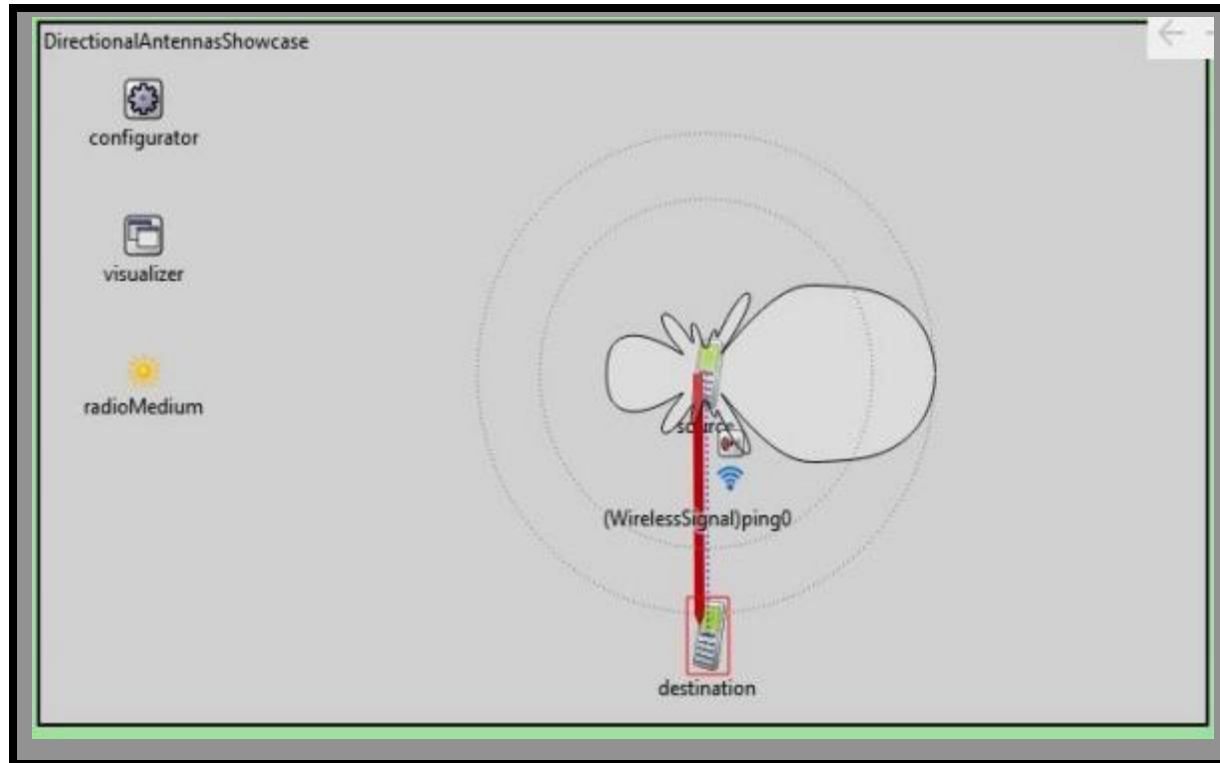 DirectionalAntennasShowcase
configurator
visualizer
radioMedium
source
(WirelessSignal)ping0
destination